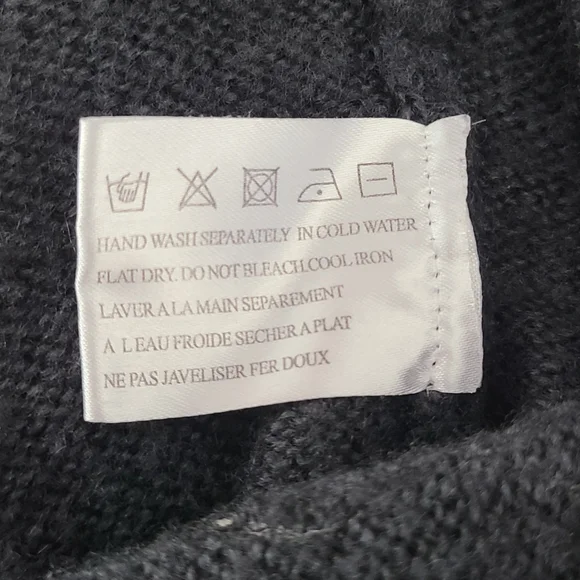 HAND WASH SEPARATELY IN COLD WATER
FLAT DRY. DO NOT BLEACH. COOL IRON
LAVER A LA MAIN SEPAREMENT
A L EAU FROIDE SECHER A PLAT
NE PAS JAVELISER FER DOUX